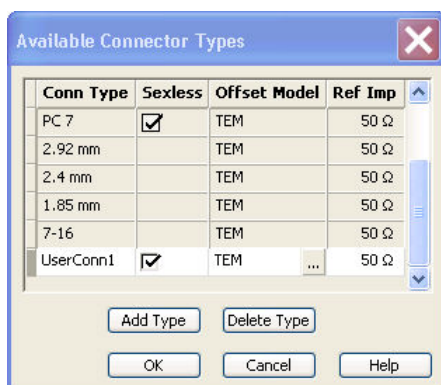 Available Connector Types
Conn Type Sexless Offset Model Ref Imp
PC 7 TEM 50 Ω
2.92 mm TEM 50 Ω
2.4 mm TEM 50 Ω
1.85 mm TEM 50 Ω
7-16 TEM 50 Ω
UserConn1 TEM ... 50 Ω
Add Type Delete Type
OK Cancel Help